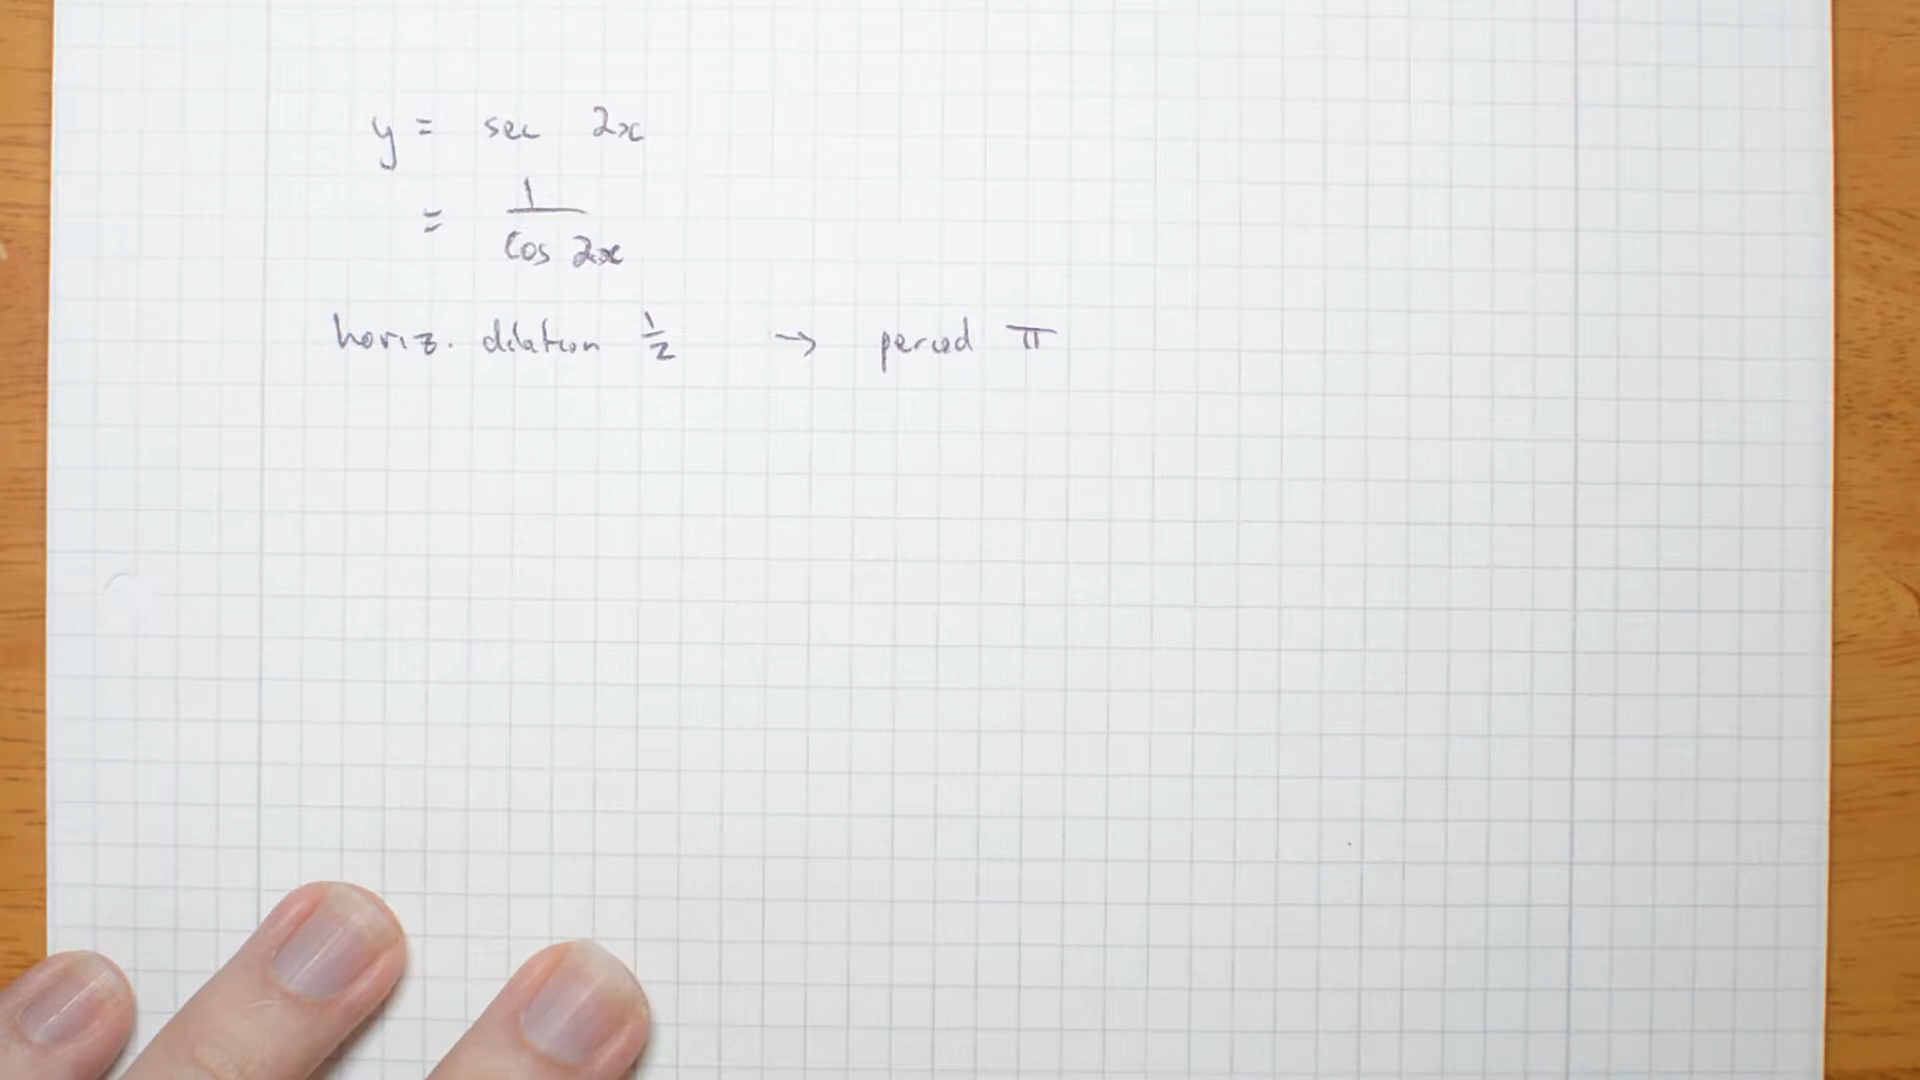 y = sec 2x
= 1/cos 2x
horiz. dilation 1/2 → period π